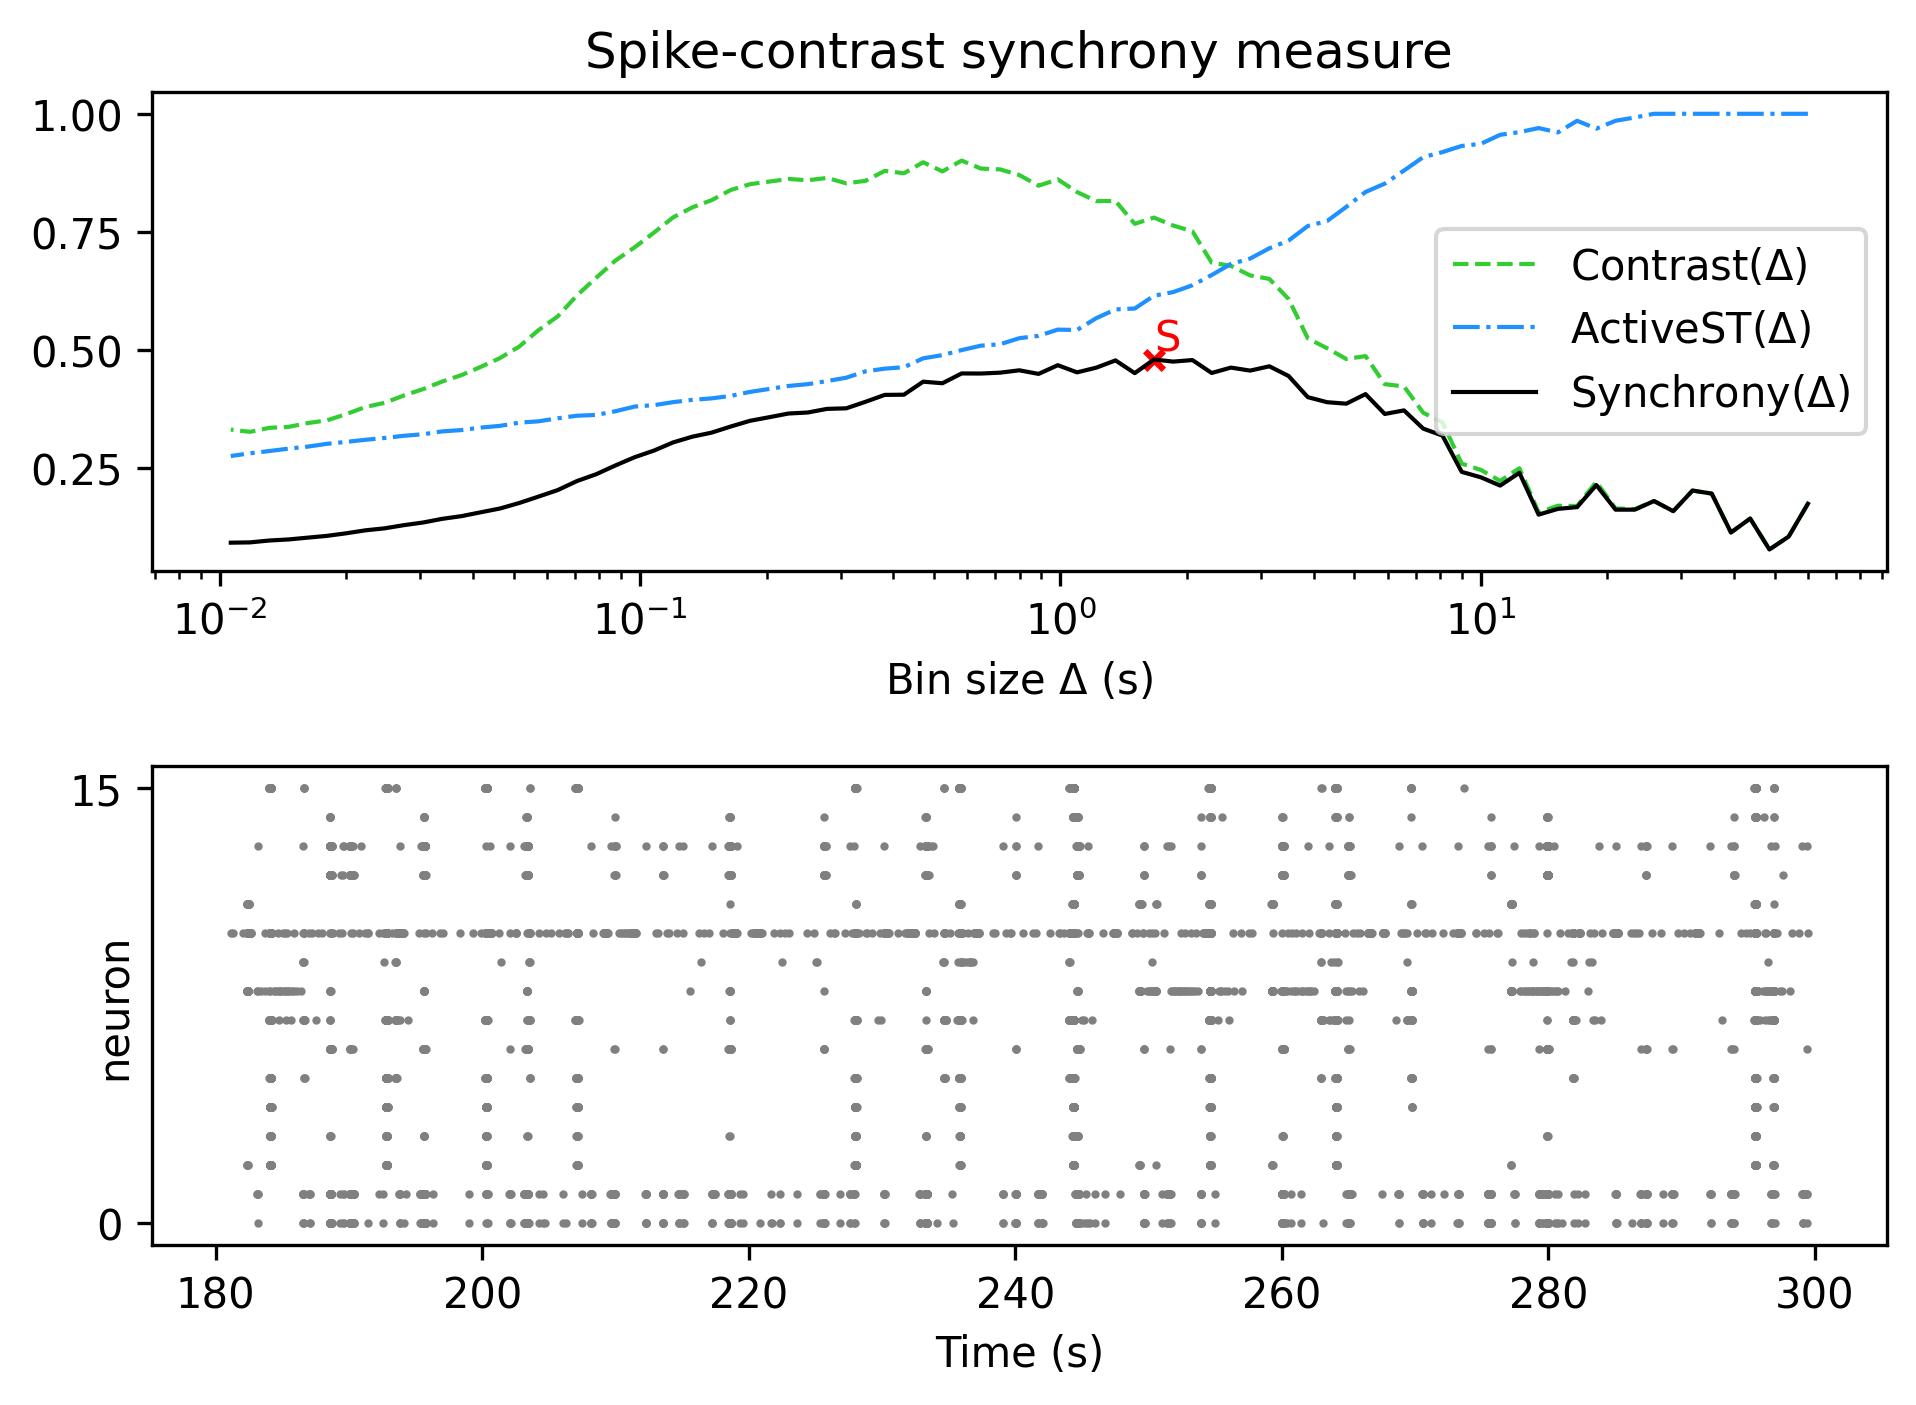 Spike-contrast synchrony measure
1.00
0.75
0.50
0.25
S
Contrast(Δ)
ActiveST(Δ)
Synchrony(Δ)
10⁻² 10⁻¹ 10⁰ 10¹
Bin size Δ (s)
15
neuron
0
180 200 220 240 260 280 300
Time (s)